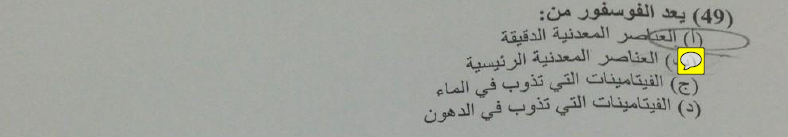 (49) يعد الفوسفور من:
(أ) العناصر المعدنية الدقيقة
) العناصر المعدنية الرئيسية
(ج) الفيتامينات التي تذوب في الماء
(د) الفيتامينات التي تذوب في الدهون